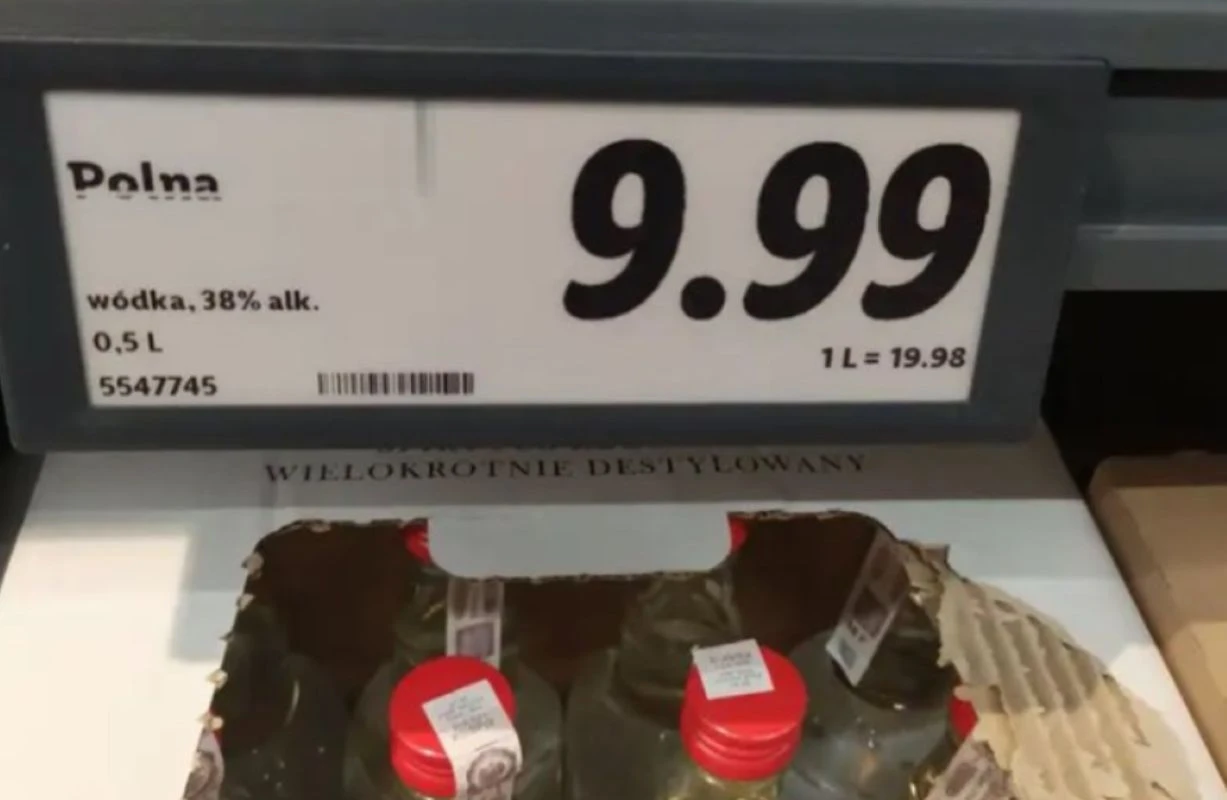 Polna
9.99
wódka, 38% alk.
0,5 L
1 L = 19.98
5547745
WIELOKROTNIE DESTYLOWANY